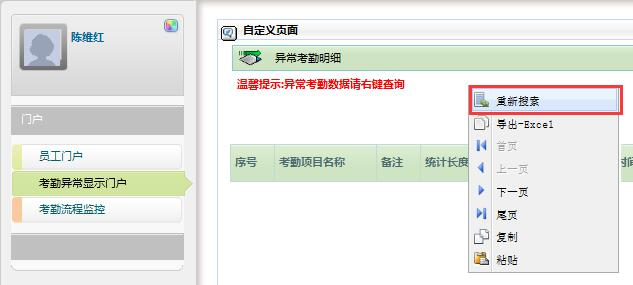 陈维红
门户
员工门户
考勤异常显示门户
考勤流程监控
自定义页面
异常考勤明细
温馨提示:异常考勤数据请右键查询
序号 考勤项目名称 备注 统计长度
重新搜索
导出-Excel
首页
上一页
下一页
尾页
复制
粘贴